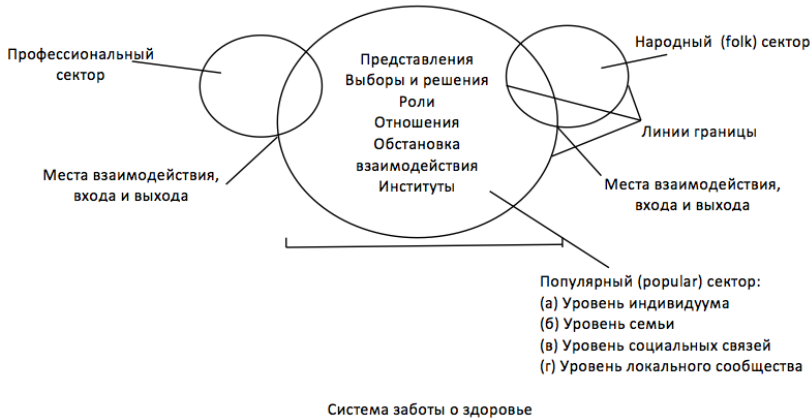 Профессиональный
сектор
Представления
Выборы и решения
Роли
Отношения
Обстановка
взаимодействия
Институты
Народный (folk) сектор
Линии границы
Места взаимодействия,
входа и выхода
Места взаимодействия,
входа и выхода
Популярный (popular) сектор:
(а) Уровень индивидуума
(б) Уровень семьи
(в) Уровень социальных связей
(г) Уровень локального сообщества
Система заботы о здоровье